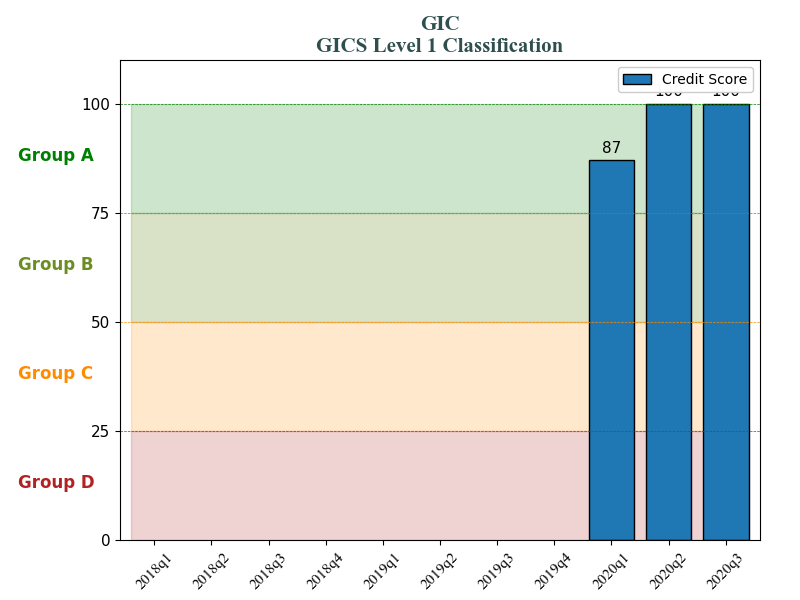 GIC
GICS Level 1 Classification
Credit Score
100
Group A
87
75
Group B
50
Group C
25
Group D
0
2018q1 2018q2 2018q3 2018q4 2019q1 2019q2 2019q3 2019q4 2020q1 2020q2 2020q3